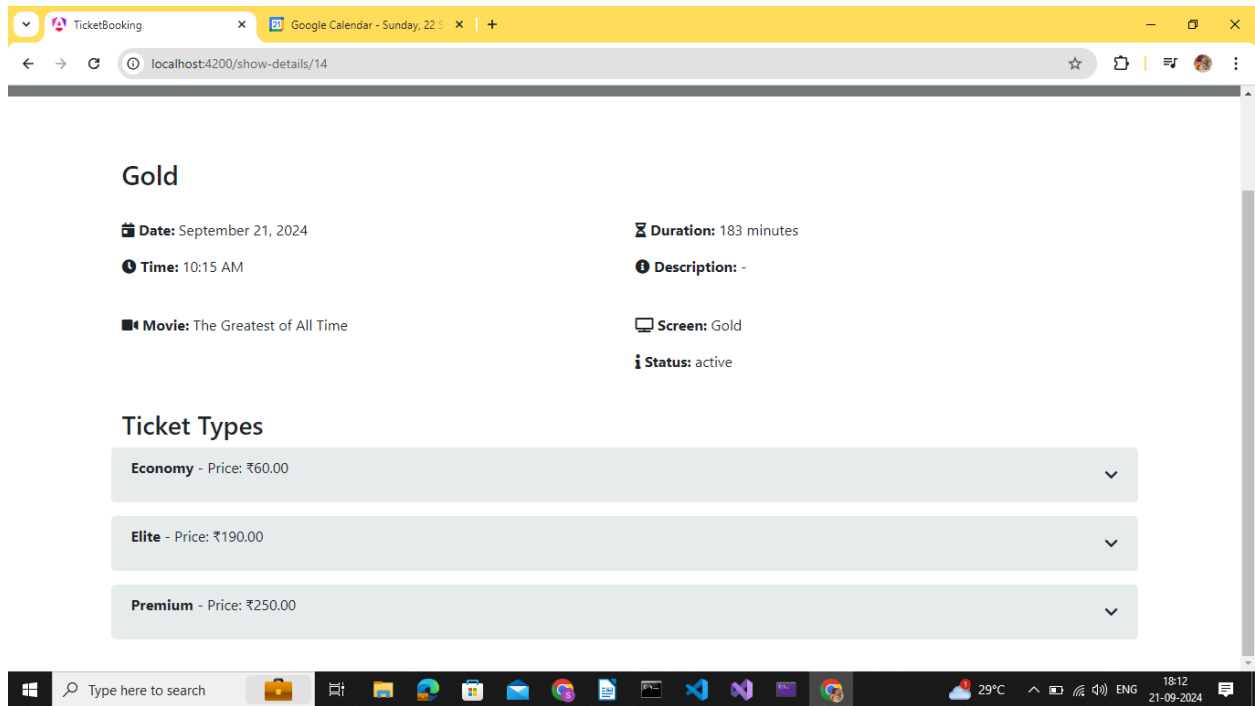 TicketBooking
Google Calendar - Sunday, 22 S
localhost:4200/show-details/14
Gold
Date: September 21, 2024
Duration: 183 minutes
Time: 10:15 AM
Description: -
Movie: The Greatest of All Time
Screen: Gold
Status: active
Ticket Types
Economy - Price: ₹60.00
Elite - Price: ₹190.00
Premium - Price: ₹250.00
Type here to search
29°C
ENG
18:12
21-09-2024